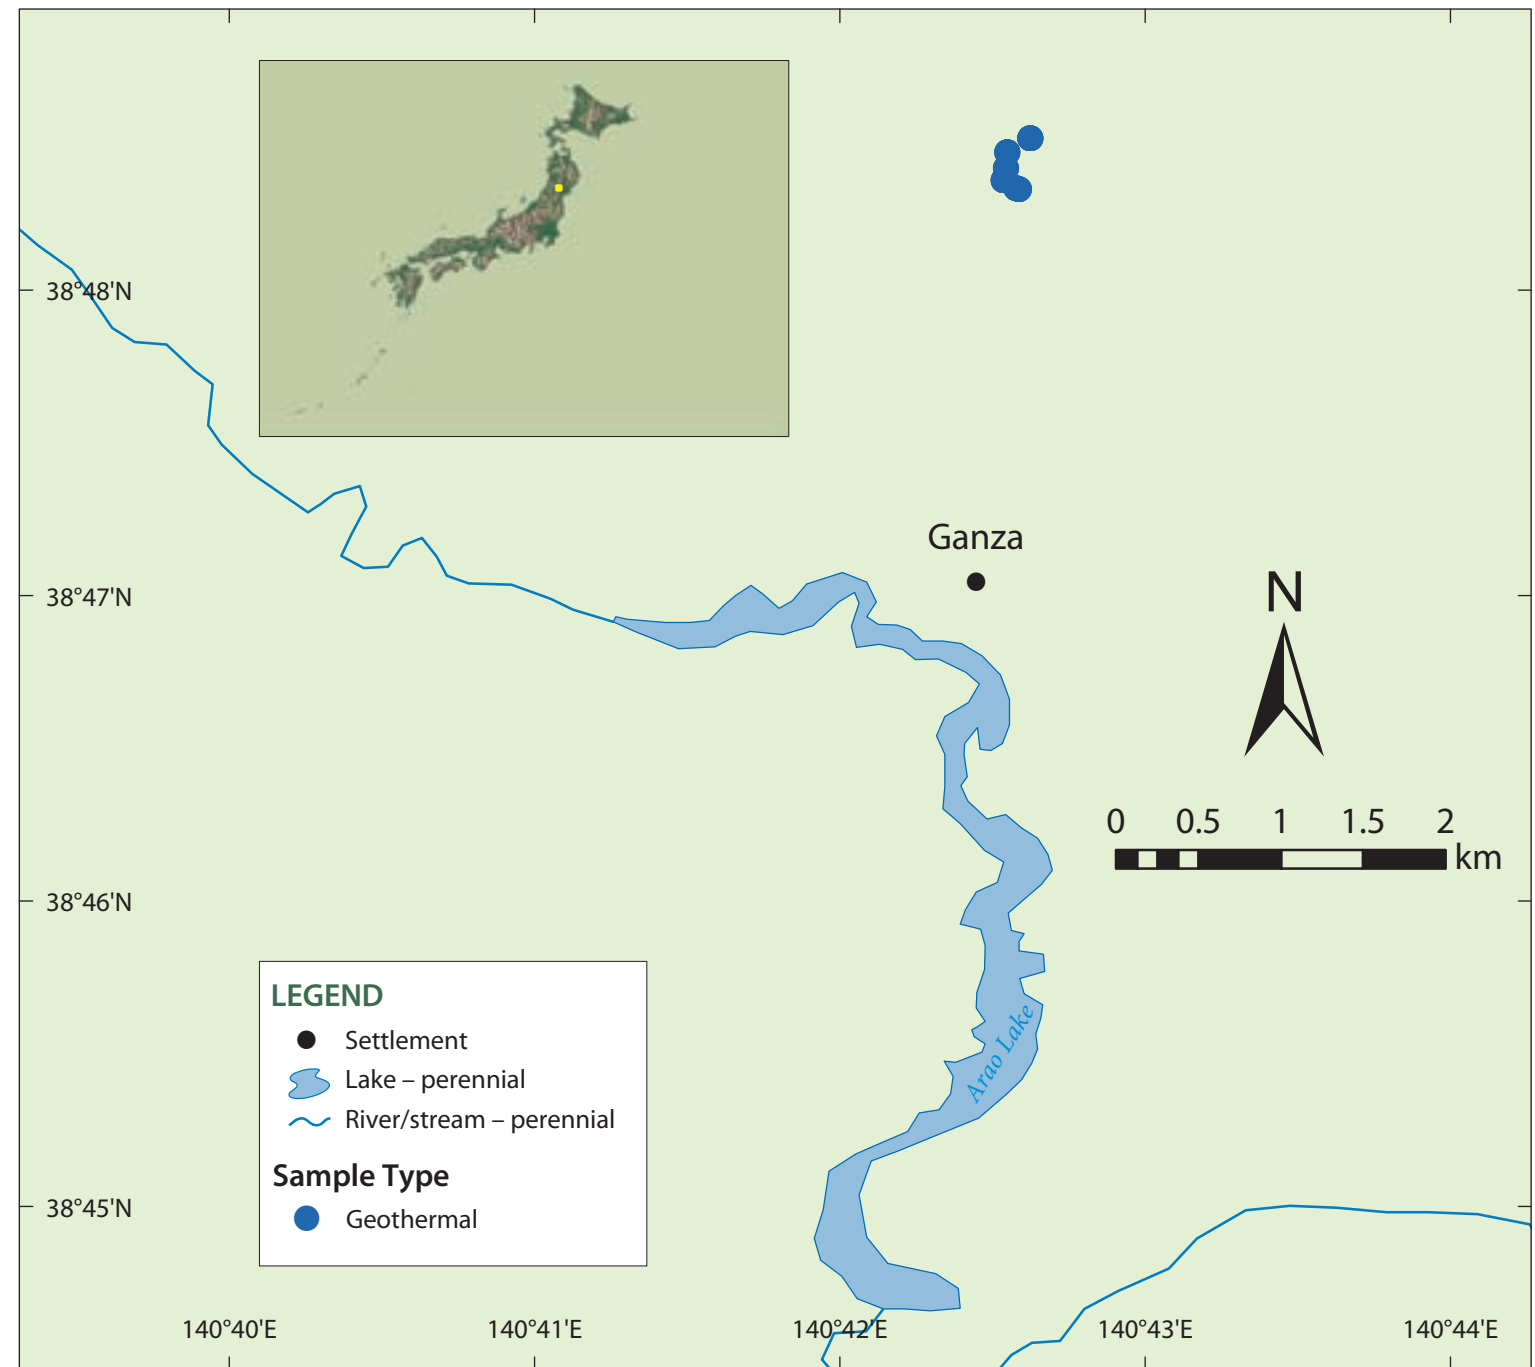 38°48'N
Ganza
38°47'N
N
0 0.5 1 1.5 2
km
38°46'N
LEGEND
Settlement
Lake – perennial
River/stream – perennial
Sample Type
Geothermal
Arao Lake
38°45'N
140°40'E 140°41'E 140°42'E 140°43'E 140°44'E